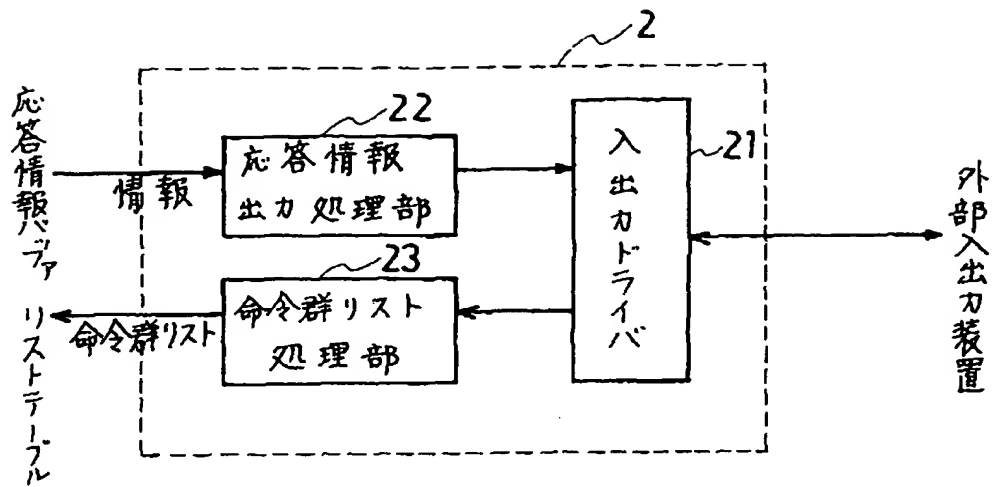 2
応答情報バッファ
情報
22
応答情報
出力処理部
入出力ドライバ
21
外部入出力装置
23
命令群リスト
処理部
命令群リスト
リストテーブル